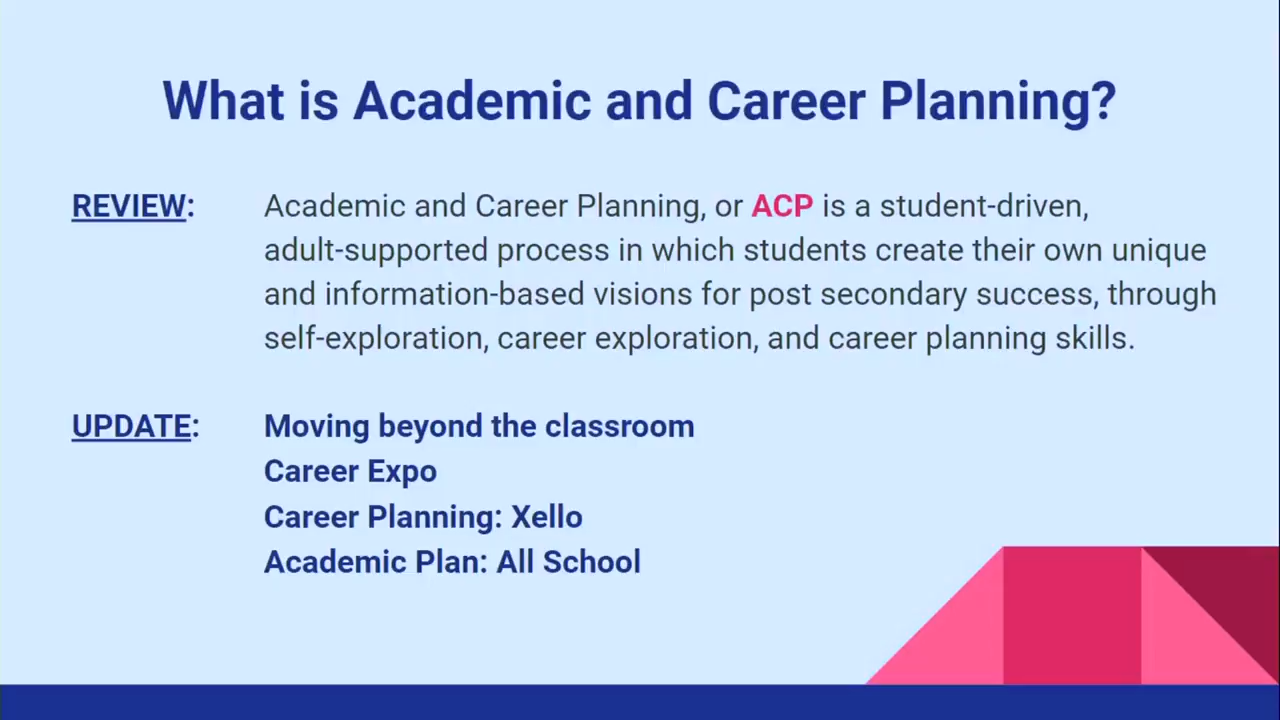 What is Academic and Career Planning?
REVIEW: Academic and Career Planning, or ACP is a student-driven,
adult-supported process in which students create their own unique
and information-based visions for post secondary success, through
self-exploration, career exploration, and career planning skills.
UPDATE: Moving beyond the classroom
Career Expo
Career Planning: Xello
Academic Plan: All School